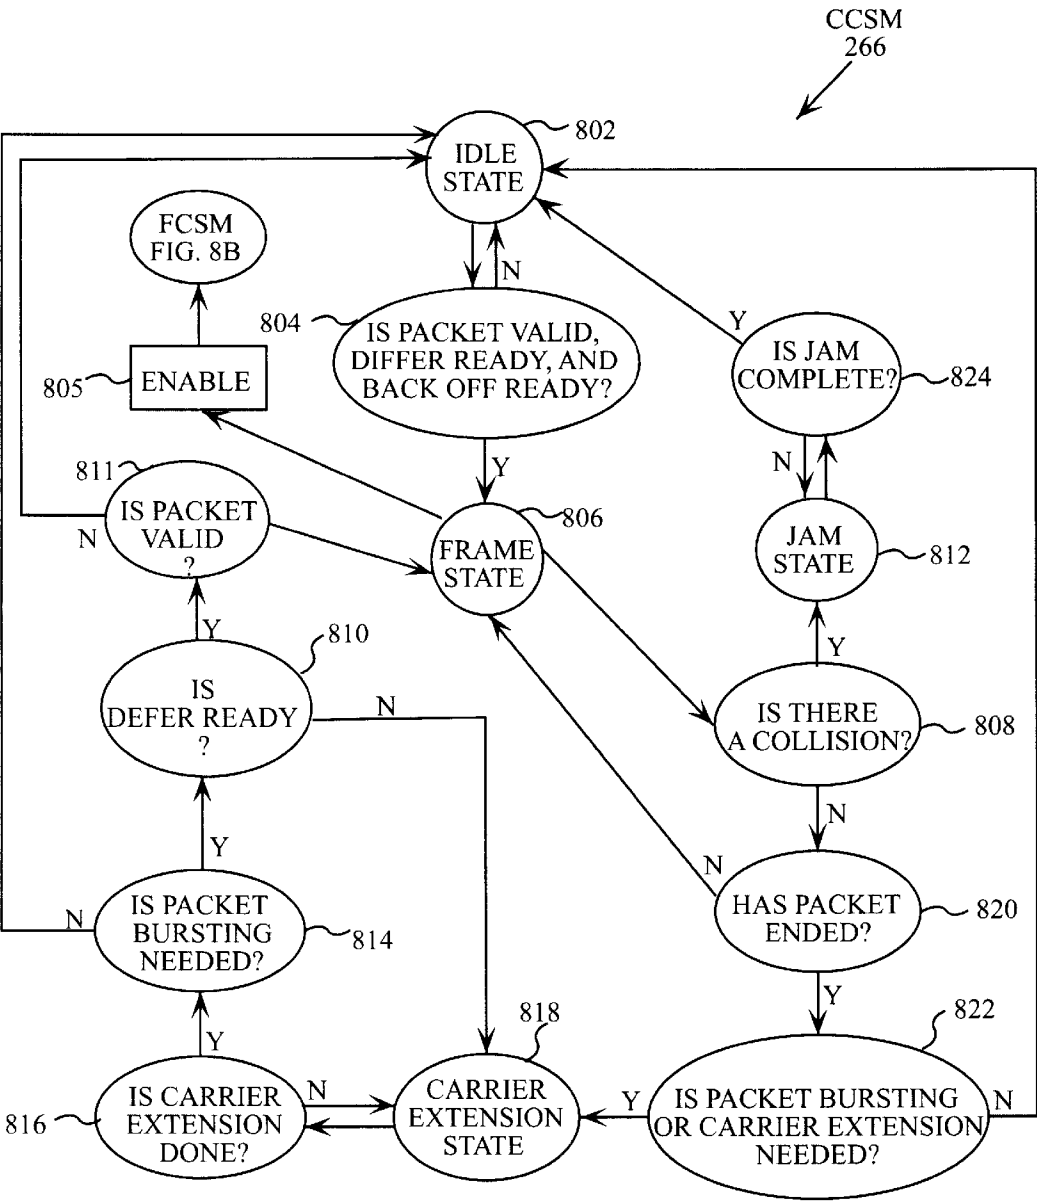 CCSM
266
802
IDLE
STATE
FCSM
FIG. 8B
N
804
IS PACKET VALID,
DIFFER READY, AND
BACK OFF READY?
Y
IS JAM
COMPLETE?
824
805
ENABLE
Y
N
811
IS PACKET
VALID
?
N
806
FRAME
STATE
JAM
STATE
812
Y
810
Y
IS
DEFER READY
?
N
IS THERE
A COLLISION?
808
N
Y
N
IS PACKET
BURSTING
NEEDED?
814
N
HAS PACKET
ENDED?
820
Y
Y
818
822
816
IS CARRIER
EXTENSION
DONE?
N
CARRIER
EXTENSION
STATE
Y
IS PACKET BURSTING
OR CARRIER EXTENSION
NEEDED?
N